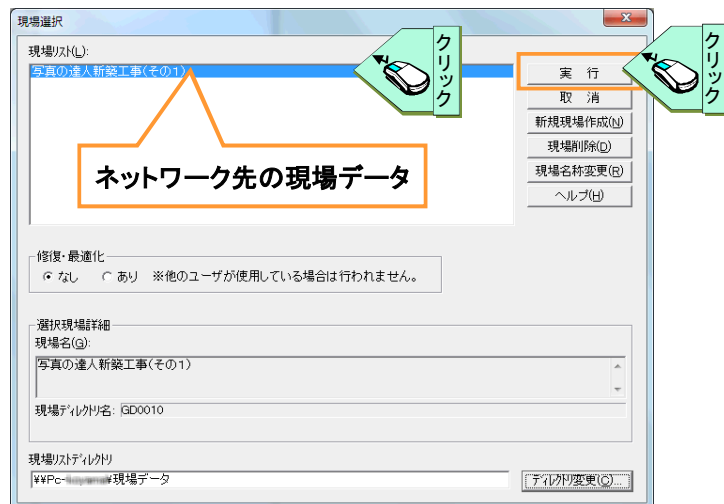 現場選択
現場リスト(L):
写真の達人新築工事(その1)
クリック
実 行
クリック
取 消
新規現場作成(N)
現場削除(D)
現場名称変更(R)
ヘルプ(H)
ネットワーク先の現場データ
修復・最適化
なし あり ※他のユーザが使用している場合は行われません。
選択現場詳細
現場名(G):
写真の達人新築工事(その1)
現場ディレクトリ名: GD0010
現場リストディレクトリ
¥¥Pc- ¥現場データ
ディレクトリ変更(C)...